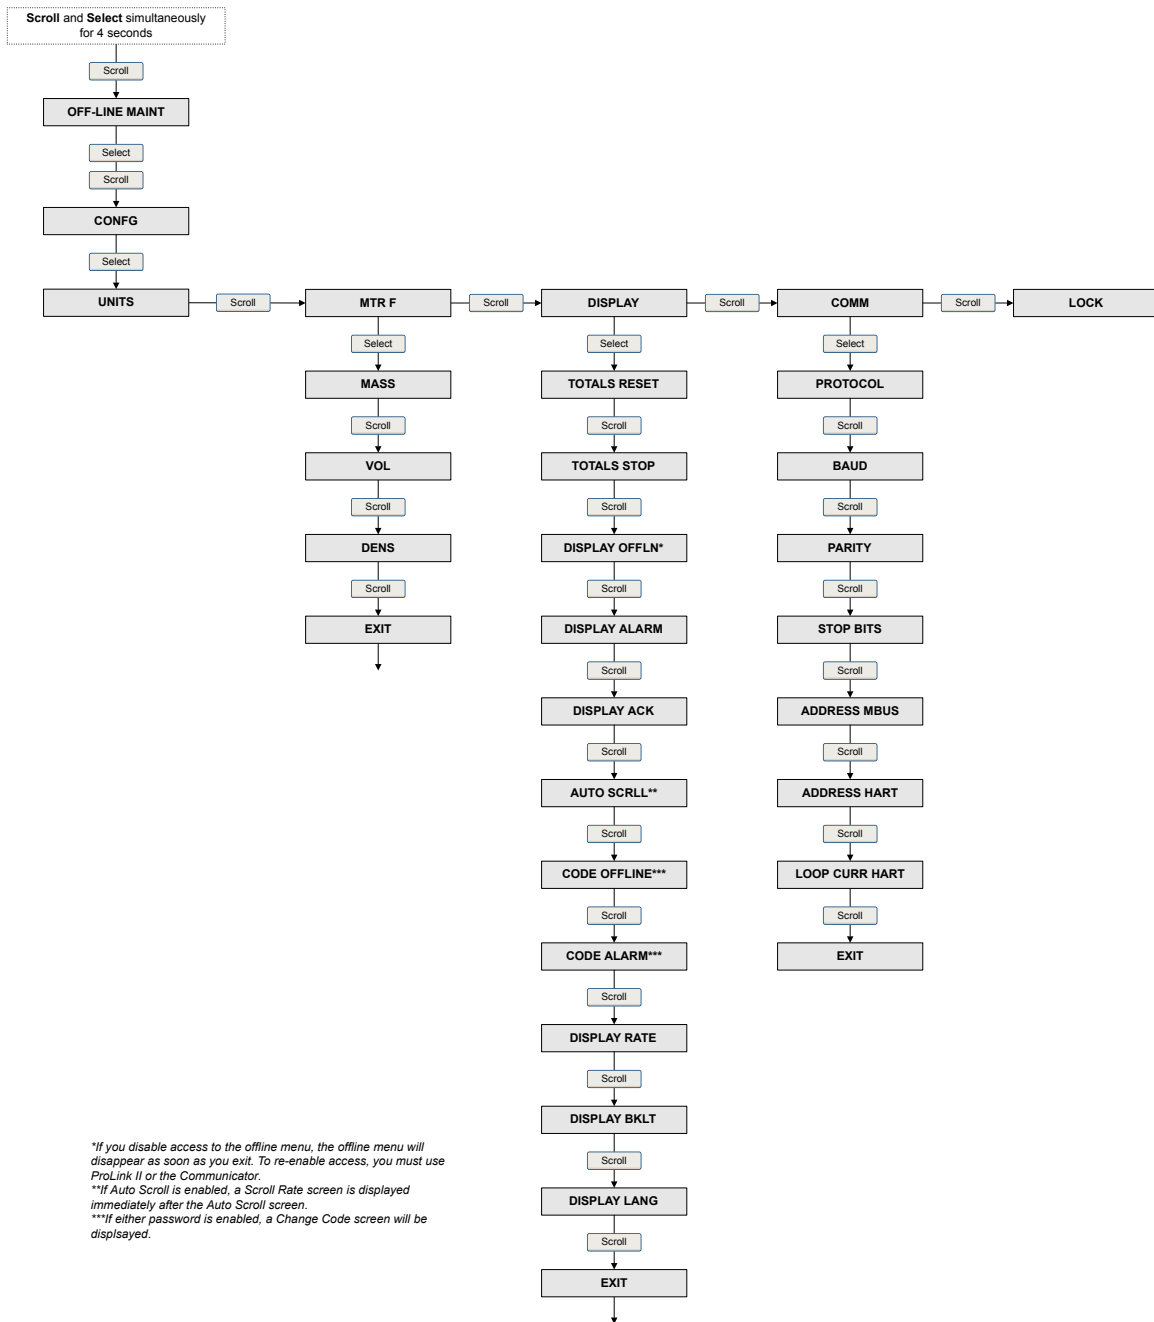 Scroll and Select simultaneously
for 4 seconds
Scroll
OFF-LINE MAINT
Select
Scroll
CONFG
Select
UNITS
Scroll
MTR F
Scroll
DISPLAY
Scroll
COMM
Scroll
LOCK
Select
MASS
Scroll
VOL
Scroll
DENS
Scroll
EXIT
Select
TOTALS RESET
Scroll
TOTALS STOP
Scroll
DISPLAY OFFLN*
Scroll
DISPLAY ALARM
Scroll
DISPLAY ACK
Scroll
AUTO SCRLL**
Scroll
CODE OFFLINE***
Scroll
CODE ALARM***
Scroll
DISPLAY RATE
Scroll
DISPLAY BKLT
Scroll
DISPLAY LANG
Scroll
EXIT
Select
PROTOCOL
Scroll
BAUD
Scroll
PARITY
Scroll
STOP BITS
Scroll
ADDRESS MBUS
Scroll
ADDRESS HART
Scroll
LOOP CURR HART
Scroll
EXIT
*If you disable access to the offline menu, the offline menu will
disappear as soon as you exit. To re-enable access, you must use
ProLink II or the Communicator.
**If Auto Scroll is enabled, a Scroll Rate screen is displayed
immediately after the Auto Scroll screen.
***If either password is enabled, a Change Code screen will be
displsayed.